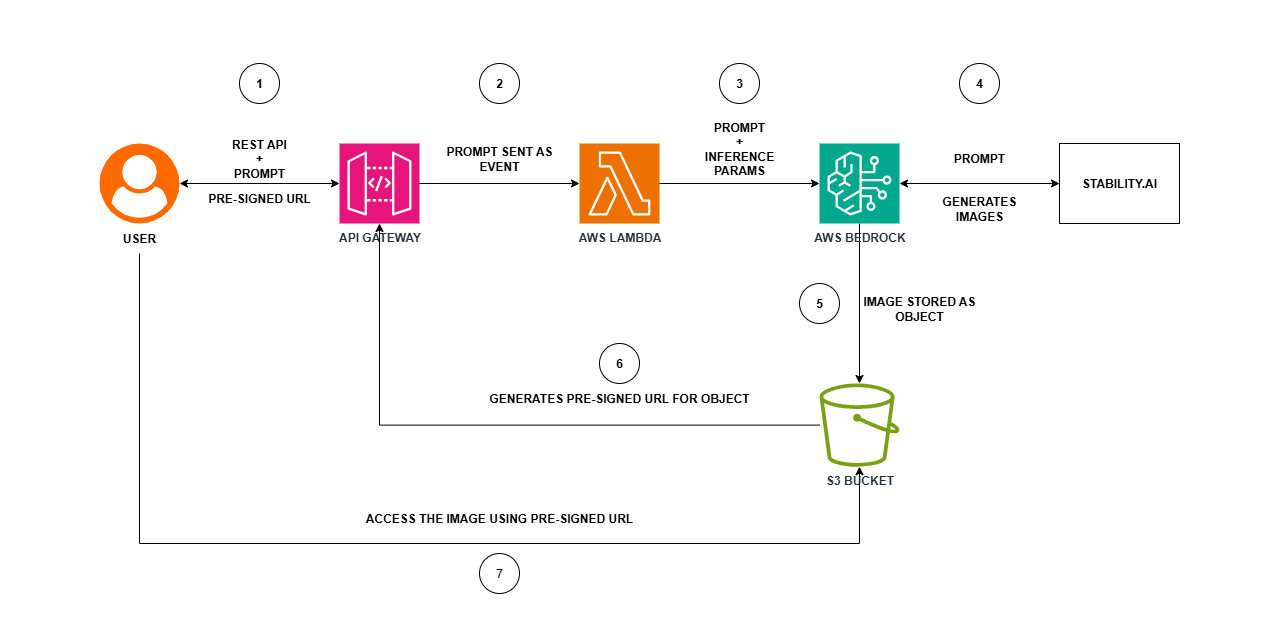 1
2
3
4
REST API
+
PROMPT
PRE-SIGNED URL
PROMPT SENT AS
EVENT
PROMPT
+
INFERENCE
PARAMS
PROMPT
GENERATES
IMAGES
STABILITY.AI
USER
API GATEWAY
AWS LAMBDA
AWS BEDROCK
5
IMAGE STORED AS
OBJECT
6
GENERATES PRE-SIGNED URL FOR OBJECT
S3 BUCKET
ACCESS THE IMAGE USING PRE-SIGNED URL
7